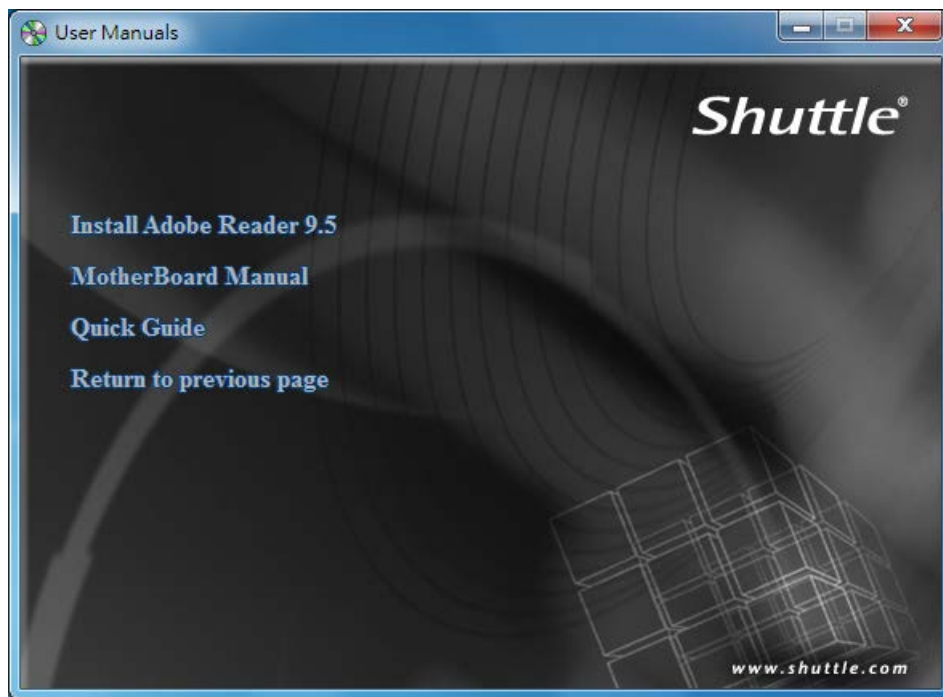 User Manuals
Shuttle®
Install Adobe Reader 9.5
MotherBoard Manual
Quick Guide
Return to previous page
www.shuttle.com